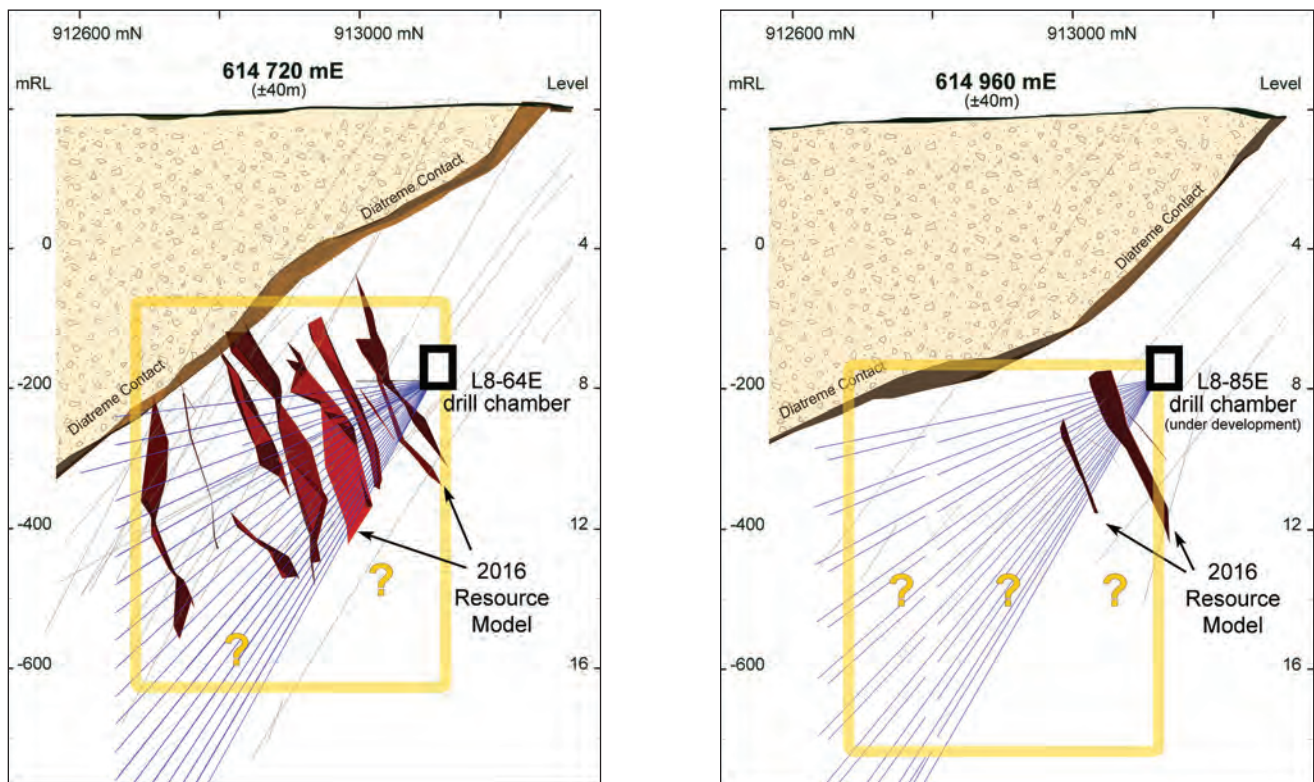 912600 mN
913000 mN
614 720 mE
mRL
Level
(±40m)
Diatreme Contact
0
4
Diatreme Contact
-200
8
L8-64E
drill chamber
-400
12
?
2016
Resource
Model
?
-600
16
912600 mN
913000 mN
614 960 mE
mRL
Level
(±40m)
Diatreme Contact
0
4
Diatreme Contact
-200
8
L8-85E
drill chamber
(under development)
-400
12
? ? ?
2016
Resource
Model
-600
16